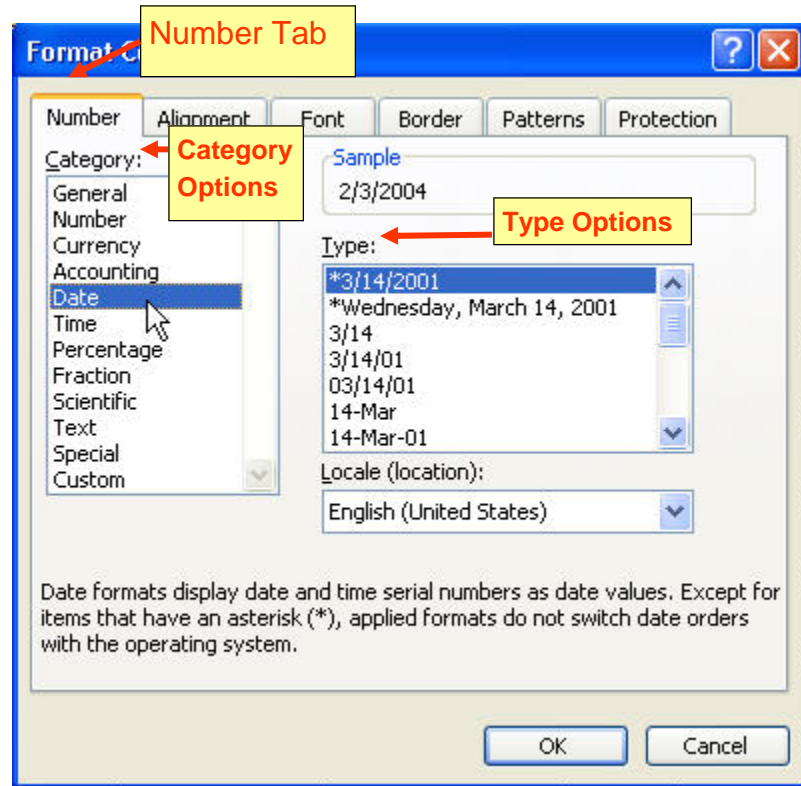 Number Tab
Format C
Number Alignment Font Border Patterns Protection
Category:
Category
Options
General
Number
Currency
Accounting
Date
Time
Percentage
Fraction
Scientific
Text
Special
Custom
Sample
2/3/2004
Type Options
Type:
*3/14/2001
*Wednesday, March 14, 2001
3/14
3/14/01
03/14/01
14-Mar
14-Mar-01
Locale (location):
English (United States)
Date formats display date and time serial numbers as date values. Except for
items that have an asterisk (*), applied formats do not switch date orders
with the operating system.
OK Cancel